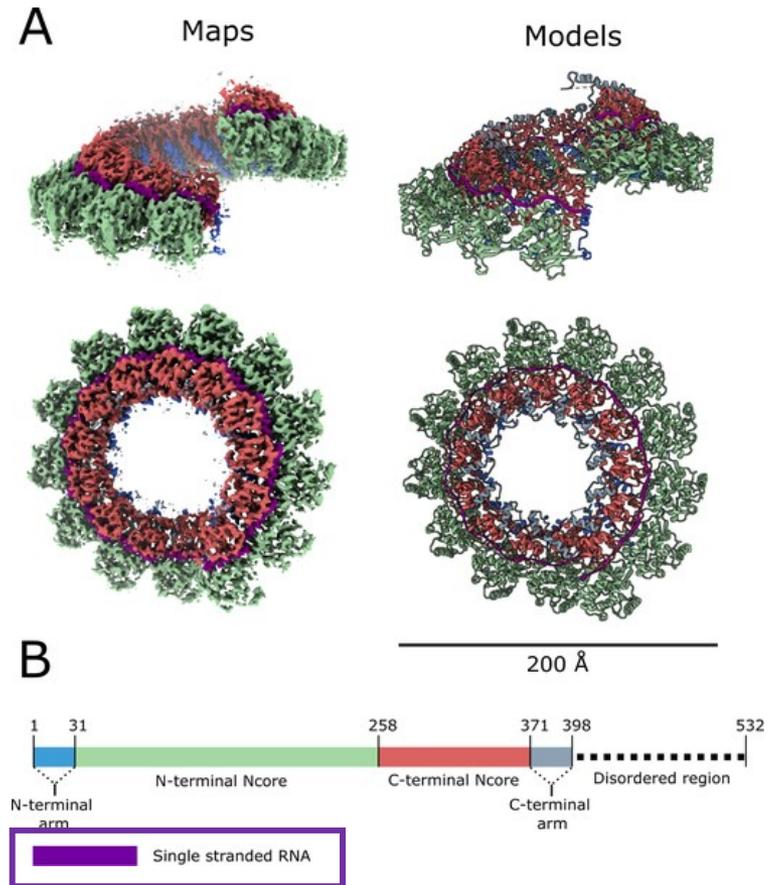 A
Maps
Models
200 Å
B
1 31 258 371 398 532
N-terminal Ncore
C-terminal Ncore
Disordered region
N-terminal
arm
C-terminal
arm
Single stranded RNA